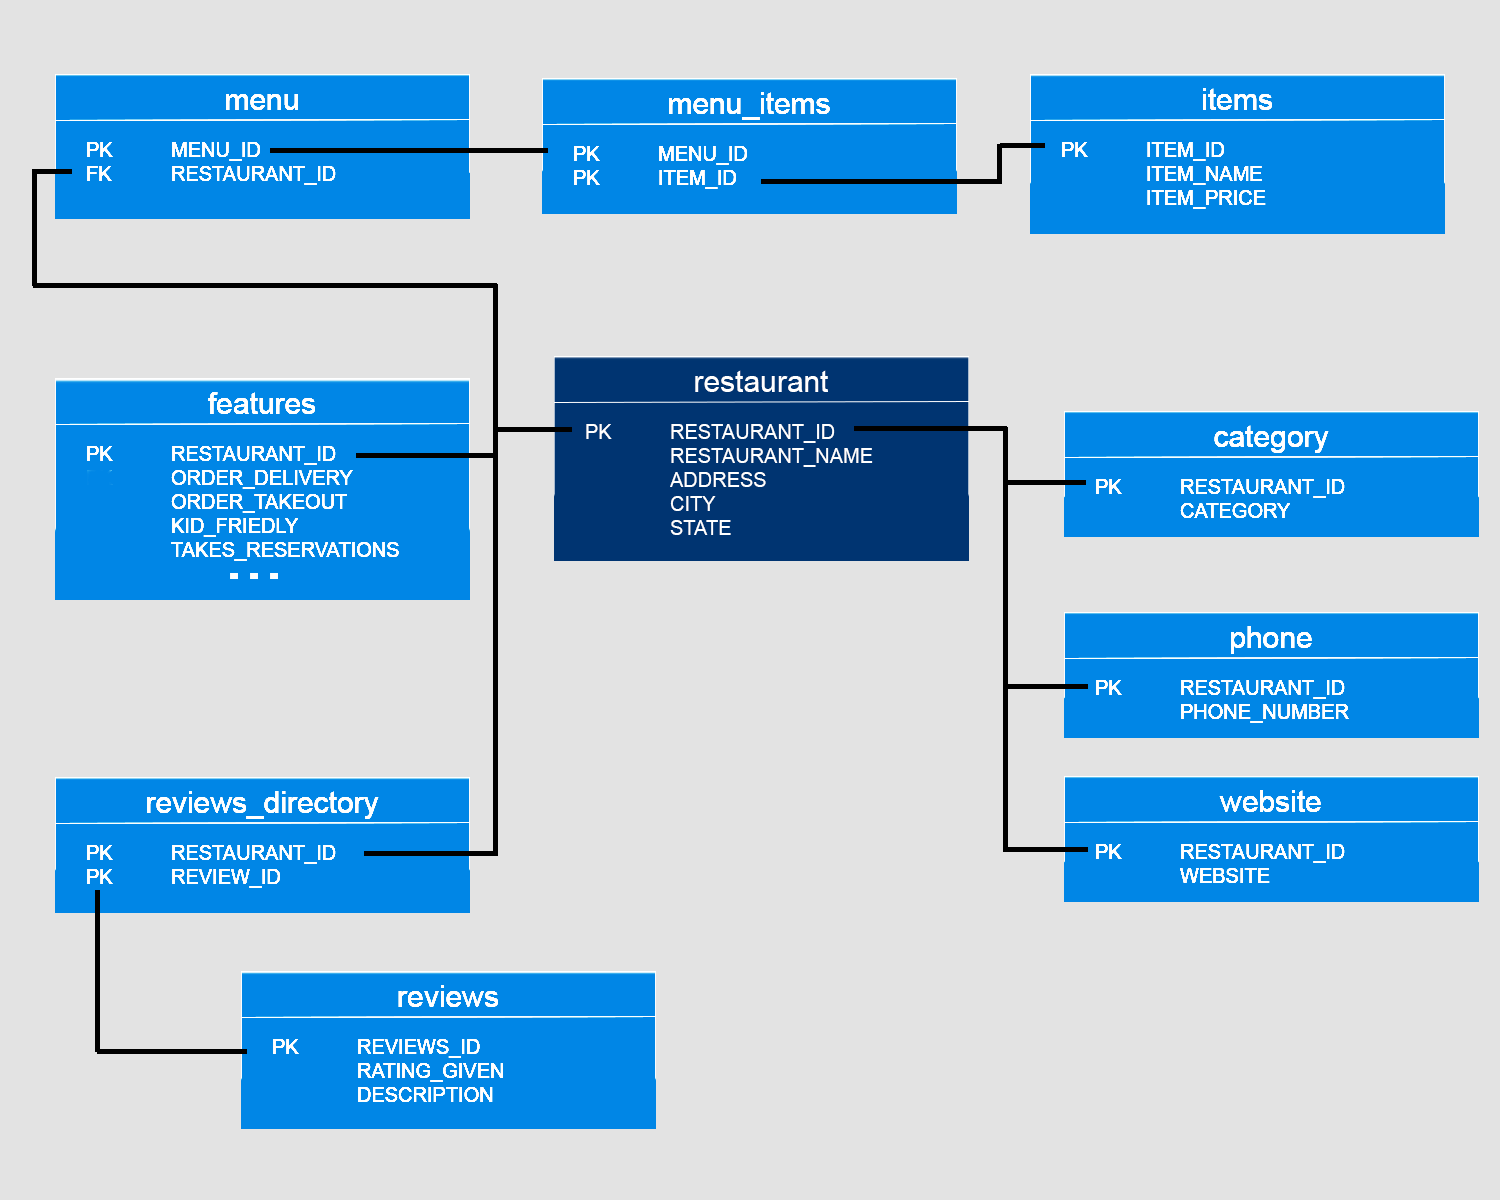 menu
PK MENU_ID
FK RESTAURANT_ID
menu_items
PK MENU_ID
PK ITEM_ID
items
PK ITEM_ID
ITEM_NAME
ITEM_PRICE
features
PK RESTAURANT_ID
ORDER_DELIVERY
ORDER_TAKEOUT
KID_FRIEDLY
TAKES_RESERVATIONS
...
restaurant
PK RESTAURANT_ID
RESTAURANT_NAME
ADDRESS
CITY
STATE
category
PK RESTAURANT_ID
CATEGORY
phone
PK RESTAURANT_ID
PHONE_NUMBER
website
PK RESTAURANT_ID
WEBSITE
reviews_directory
PK RESTAURANT_ID
PK REVIEW_ID
reviews
PK REVIEWS_ID
RATING_GIVEN
DESCRIPTION